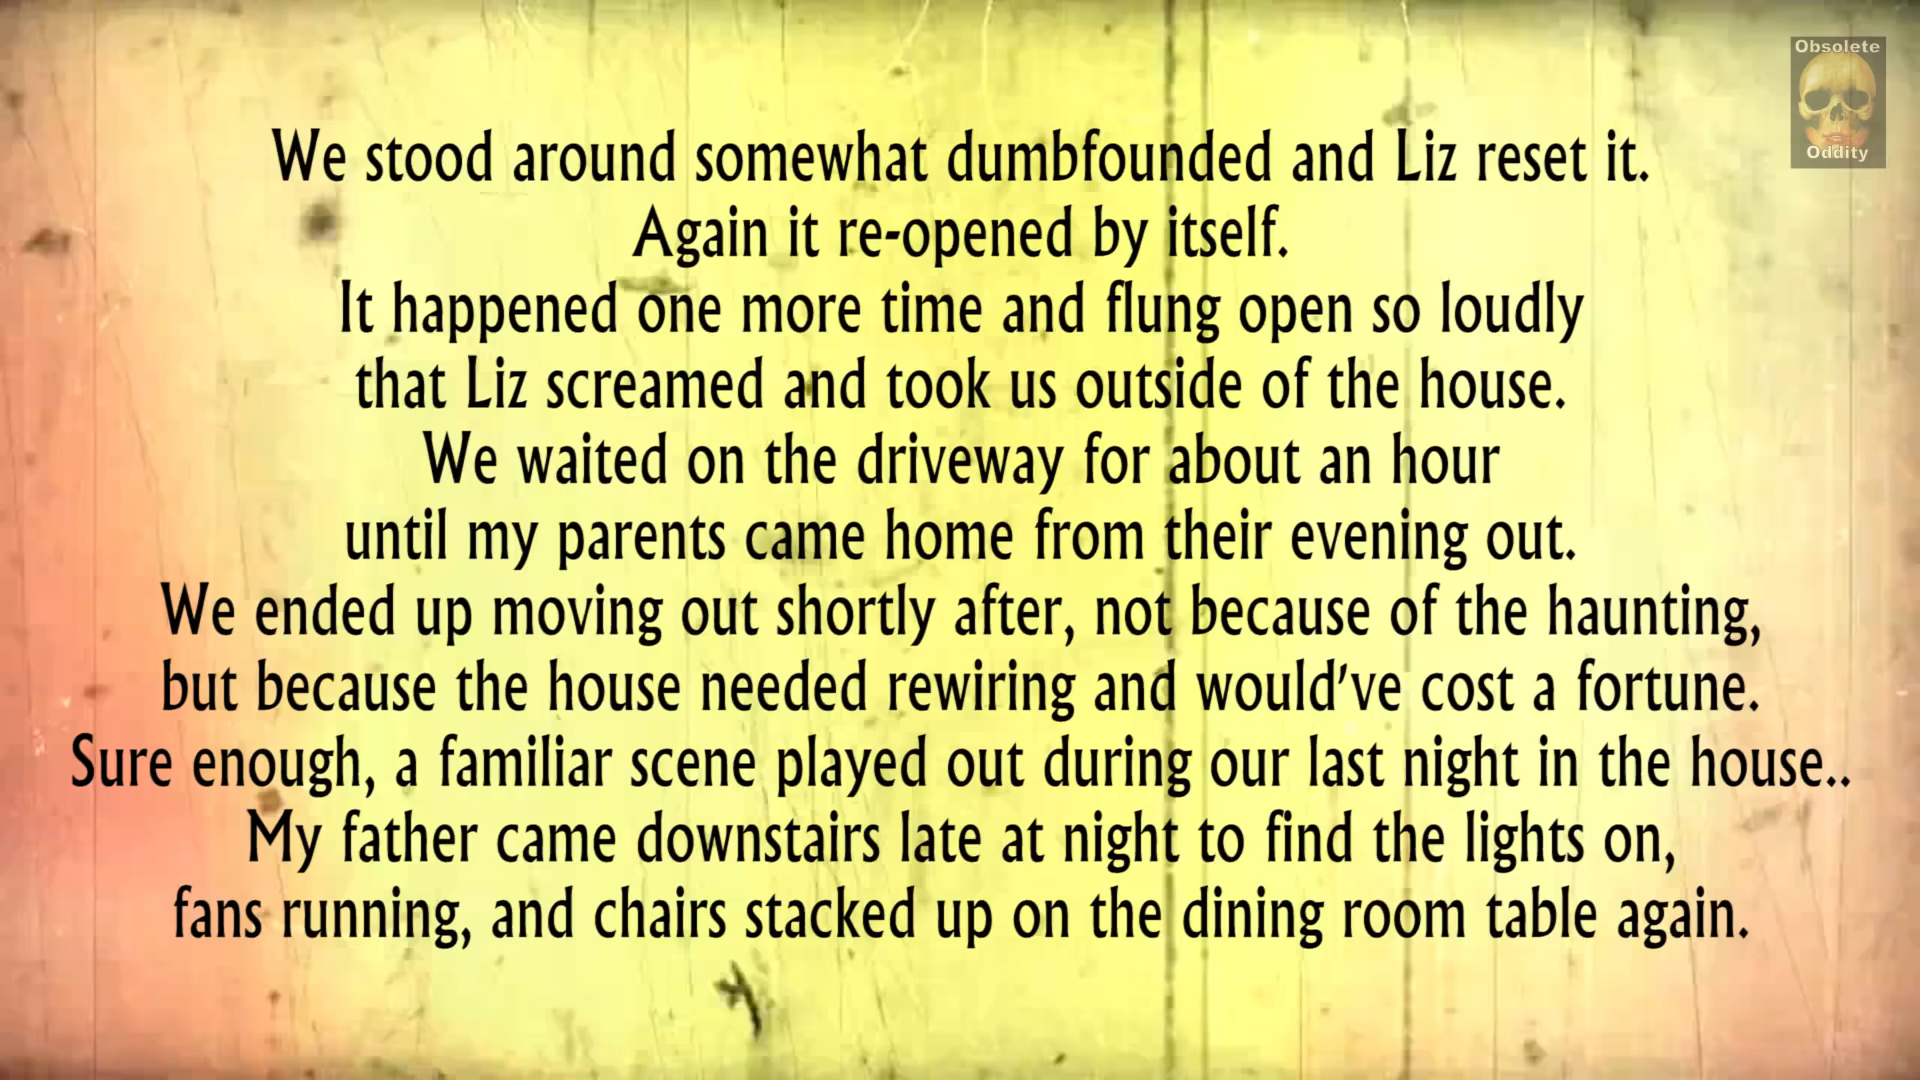 Obsolete
Oddity
We stood around somewhat dumbfounded and Liz reset it.
Again it re-opened by itself.
It happened one more time and flung open so loudly
that Liz screamed and took us outside of the house.
We waited on the driveway for about an hour
until my parents came home from their evening out.
We ended up moving out shortly after, not because of the haunting,
but because the house needed rewiring and would've cost a fortune.
Sure enough, a familiar scene played out during our last night in the house..
My father came downstairs late at night to find the lights on,
fans running, and chairs stacked up on the dining room table again.